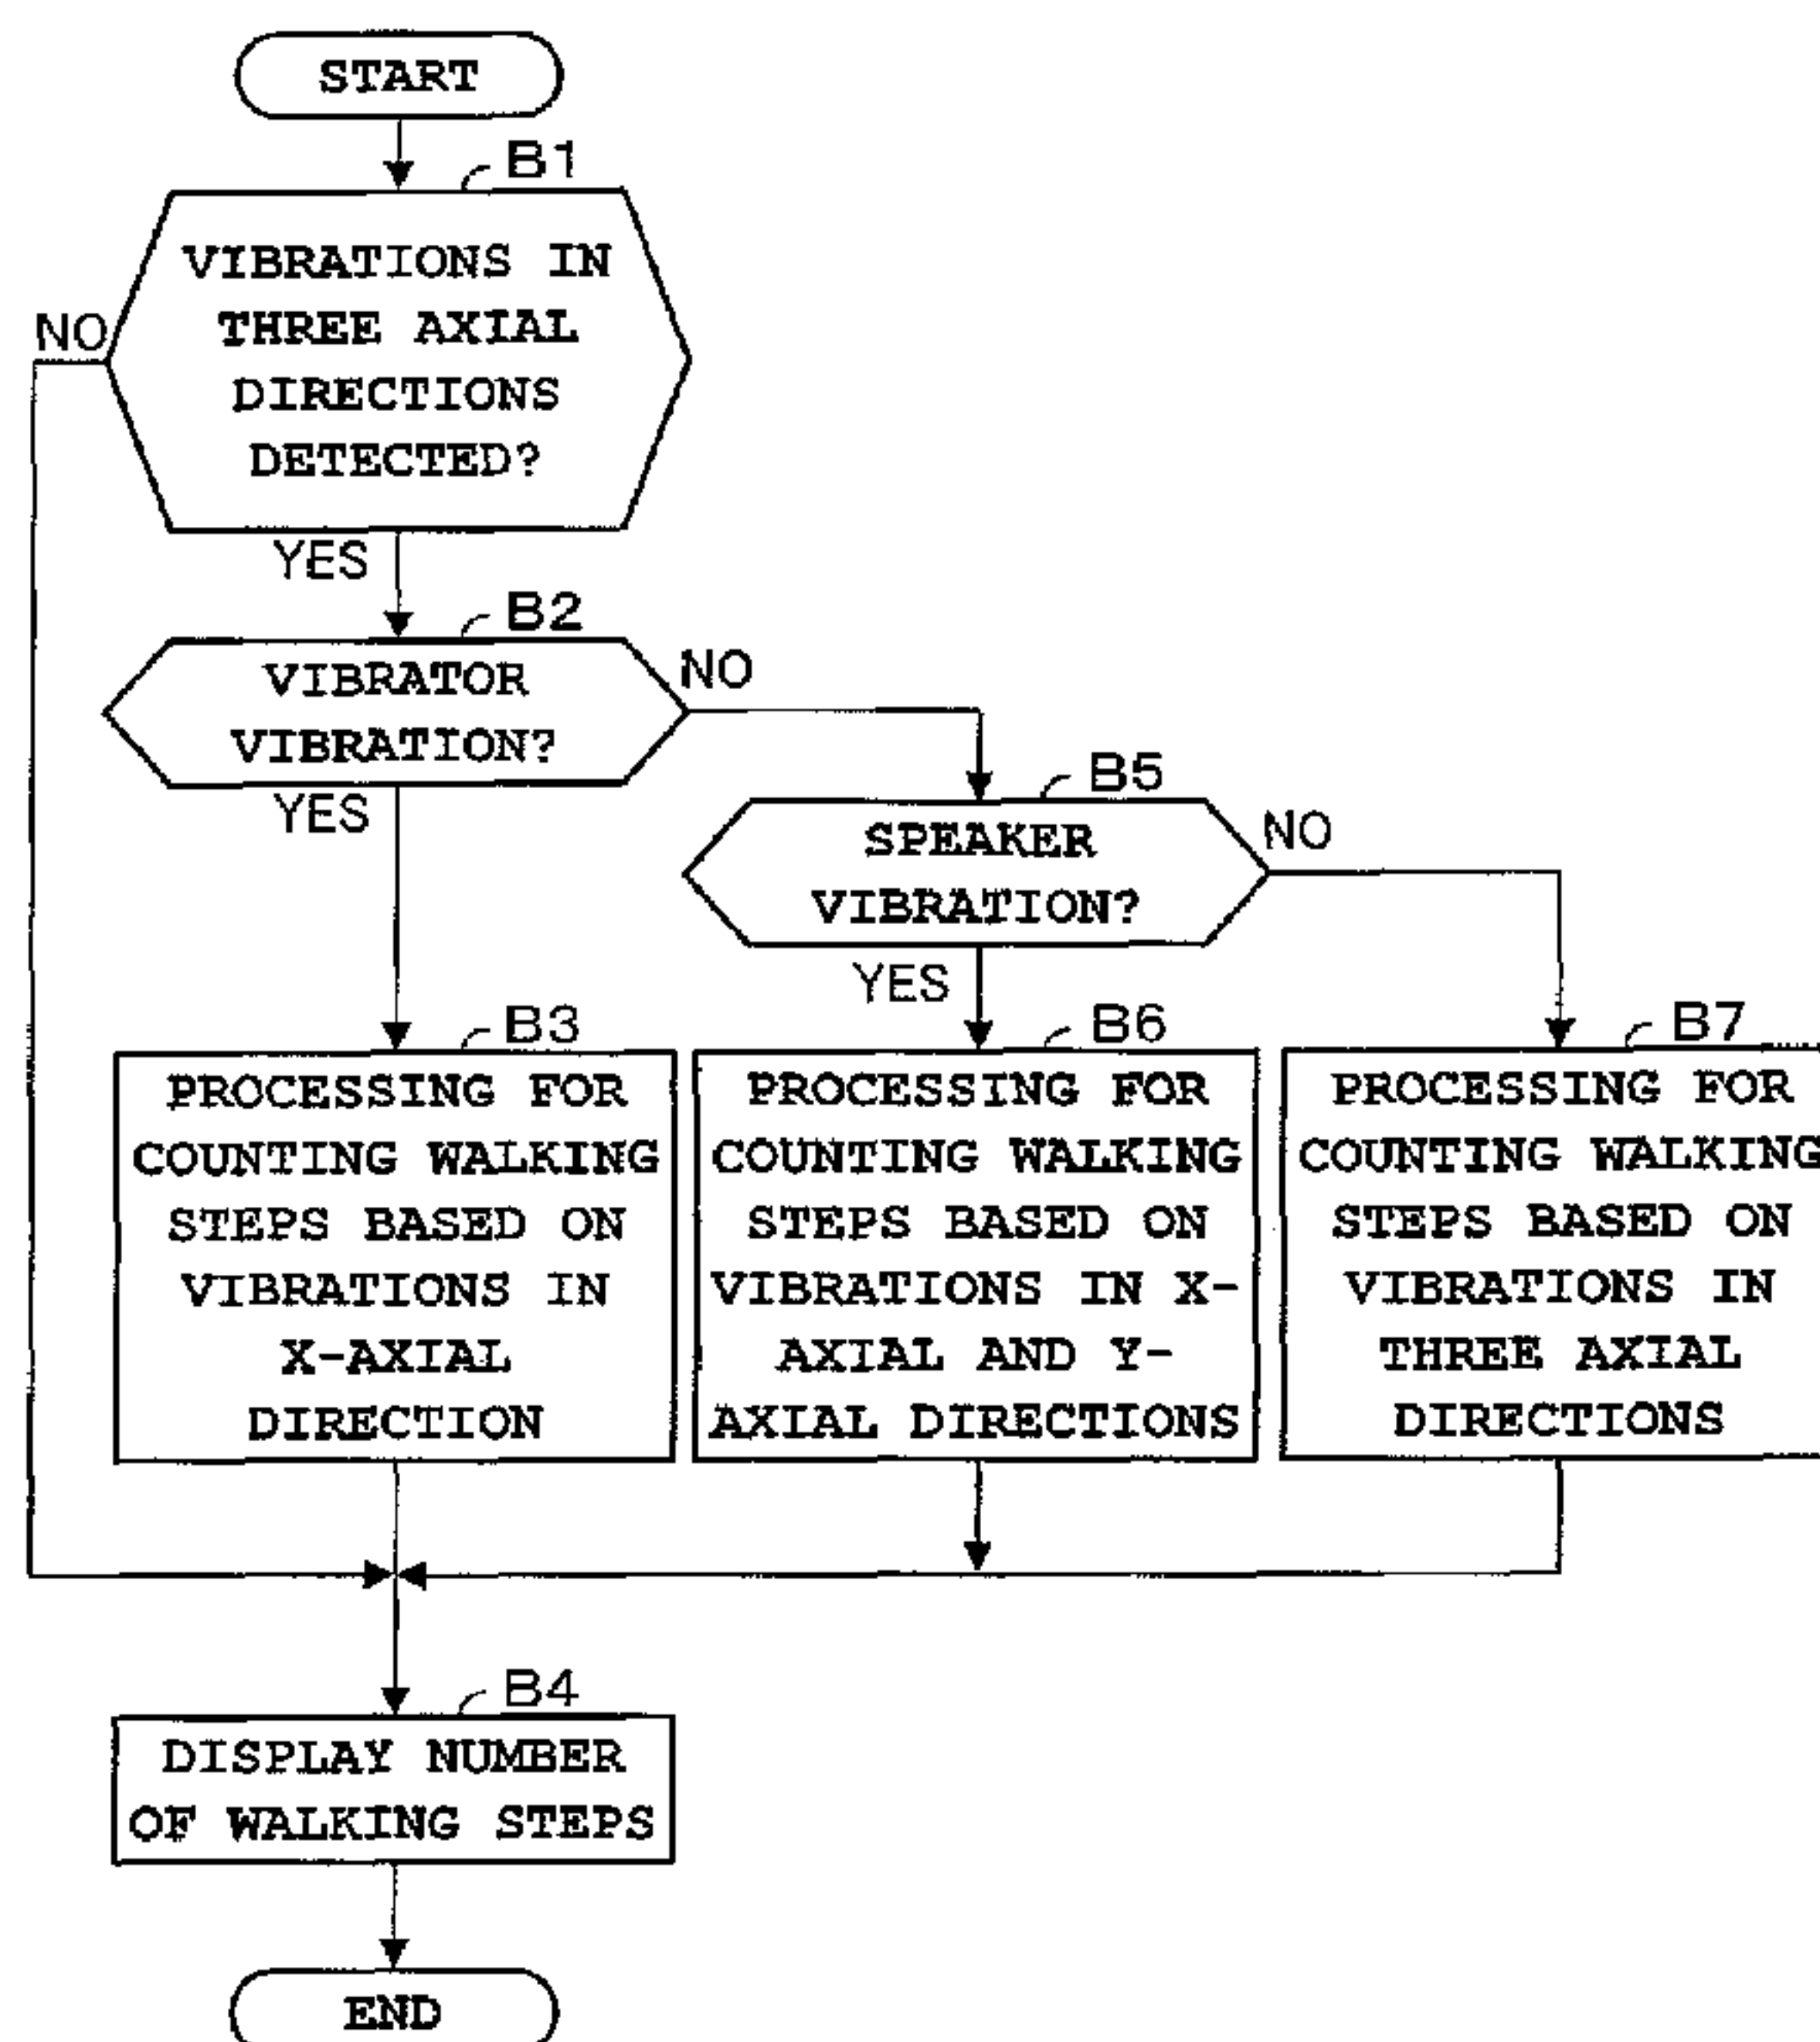 START
B1
VIBRATIONS IN
THREE AXIAL
DIRECTIONS
DETECTED?
NO
YES
B2
VIBRATOR
VIBRATION?
NO
YES
B5
SPEAKER
VIBRATION?
NO
YES
B3
PROCESSING FOR
COUNTING WALKING
STEPS BASED ON
VIBRATIONS IN
X-AXIAL
DIRECTION
B6
PROCESSING FOR
COUNTING WALKING
STEPS BASED ON
VIBRATIONS IN X-
AXIAL AND Y-
AXIAL DIRECTIONS
B7
PROCESSING FOR
COUNTING WALKING
STEPS BASED ON
VIBRATIONS IN
THREE AXIAL
DIRECTIONS
B4
DISPLAY NUMBER
OF WALKING STEPS
END